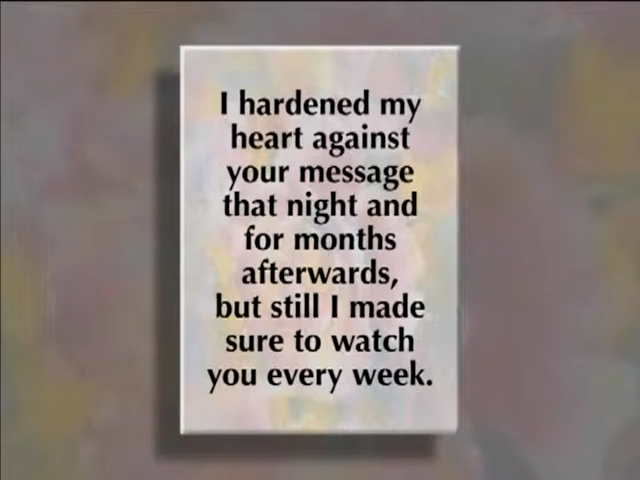 I hardened my
heart against
your message
that night and
for months
afterwards,
but still I made
sure to watch
you every week.